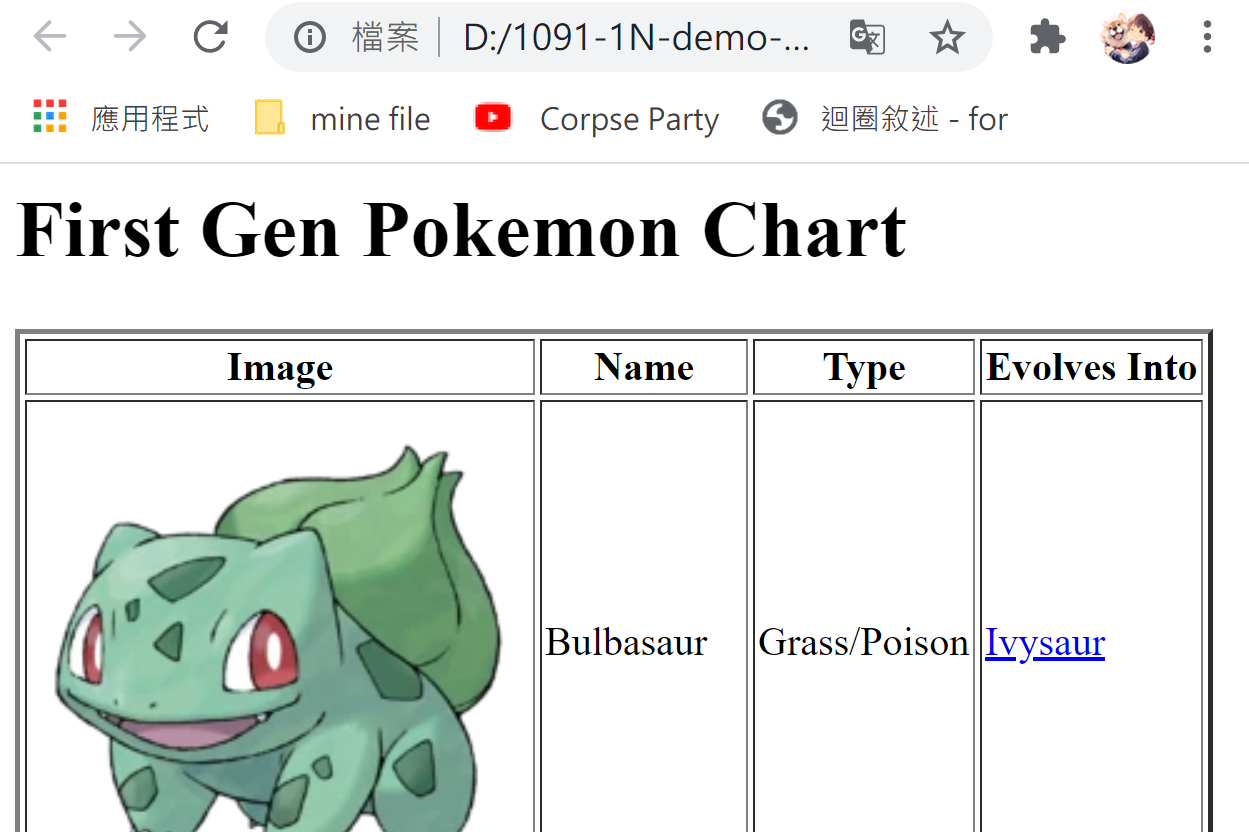 檔案 | D:/1091-1N-demo-...
應用程式 mine file Corpse Party 迴圈敘述 - for
First Gen Pokemon Chart
Image Name Type Evolves Into
Bulbasaur Grass/Poison Ivysaur